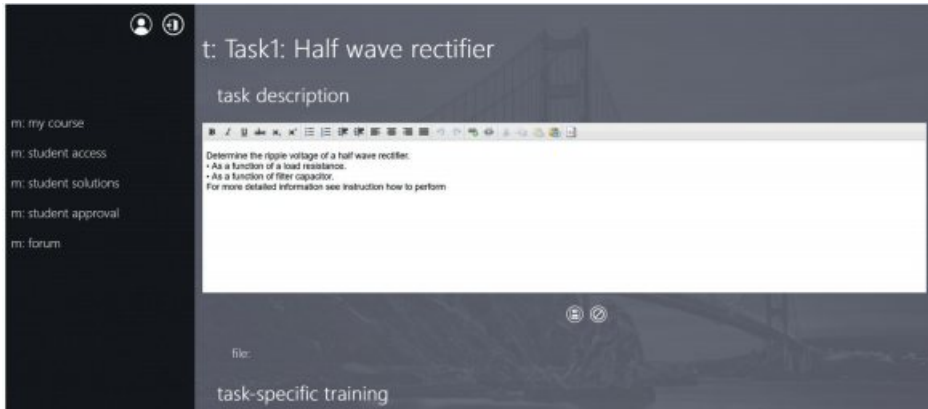 t: Task1: Half wave rectifier
task description
m: my course
m: student access
m: student solutions
m: student approval
m: forum
Determine the ripple voltage of a half wave rectifier.
• As a function of a load resistance.
• As a function of filter capacitor.
For more detailed information see instruction how to perform
file:
task-specific training